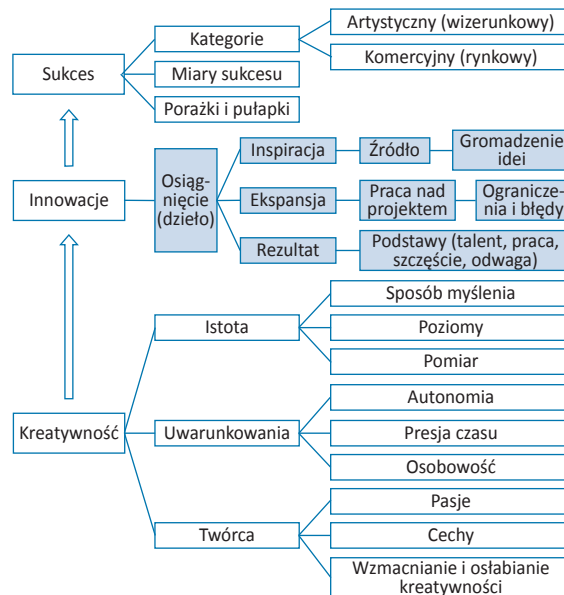 Artystyczny (wizerunkowy)
Kategorie
Komercyjny (rynkowy)
Sukces
Miary sukcesu
Porażki i pułapki
Inspiracja
Źródło
Gromadzenie
idei
Innowacje
Osiąg-
nięcie
(dzieło)
Ekspansja
Praca nad
projektem
Ogranicze-
nia i błędy
Rezultat
Podstawy (talent, praca,
szczęście, odwaga)
Sposób myślenia
Istota
Poziomy
Pomiar
Autonomia
Kreatywność
Uwarunkowania
Presja czasu
Osobowość
Pasje
Twórca
Cechy
Wzmacnianie i osłabianie
kreatywności